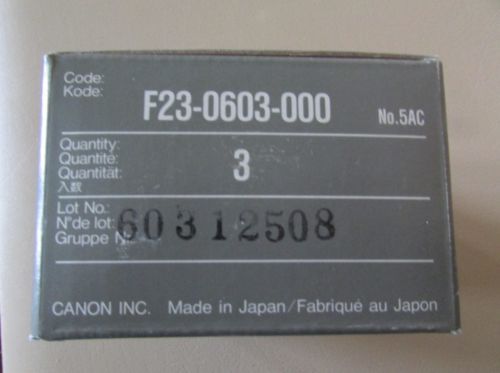 Code:
Kode:
F23-0603-000 No.5AC
Quantity:
Quantité:
Quantität:
入数
3
Lot No.:
N° de lot:
Gruppe N
60312508
CANON INC. Made in Japan/Fabriqué au Japon